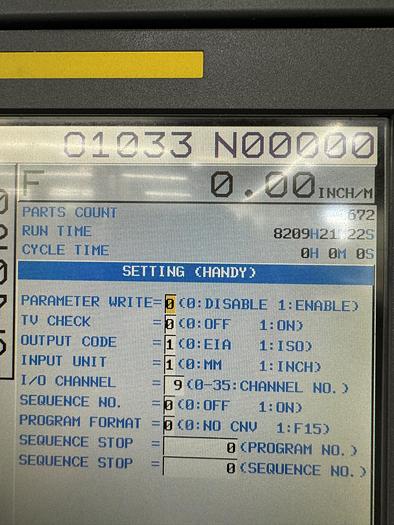 O1033 N00000
F 0.00 INCH/M
PARTS COUNT 672
RUN TIME 8209H21M22S
CYCLE TIME 0H 0M 0S
SETTING (HANDY)
PARAMETER WRITE=0(0:DISABLE 1:ENABLE)
TV CHECK =0(0:OFF 1:ON)
OUTPUT CODE =1(0:EIA 1:ISO)
INPUT UNIT =1(0:MM 1:INCH)
I/O CHANNEL = 9(0-35:CHANNEL NO.)
SEQUENCE NO. =0(0:OFF 1:ON)
PROGRAM FORMAT =0(0:NO CNV 1:F15)
SEQUENCE STOP = 0(PROGRAM NO.)
SEQUENCE STOP = 0(SEQUENCE NO.)